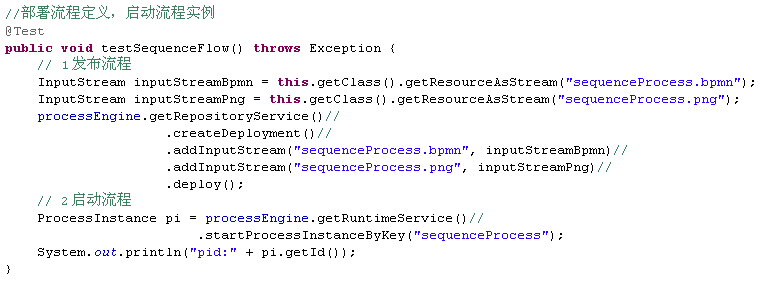 //部署流程定义，启动流程实例
@Test
public void testSequenceFlow() throws Exception {
    // 1发布流程
    InputStream inputStreamBpmn = this.getClass().getResourceAsStream("sequenceProcess.bpmn");
    InputStream inputStreamPng = this.getClass().getResourceAsStream("sequenceProcess.png");
    processEngine.getRepositoryService()//
                    .createDeployment()//
                    .addInputStream("sequenceProcess.bpmn", inputStreamBpmn)//
                    .addInputStream("sequenceProcess.png", inputStreamPng)//
                    .deploy();
    // 2启动流程
    ProcessInstance pi = processEngine.getRuntimeService()//
                        .startProcessInstanceByKey("sequenceProcess");
    System.out.println("pid:" + pi.getId());
}